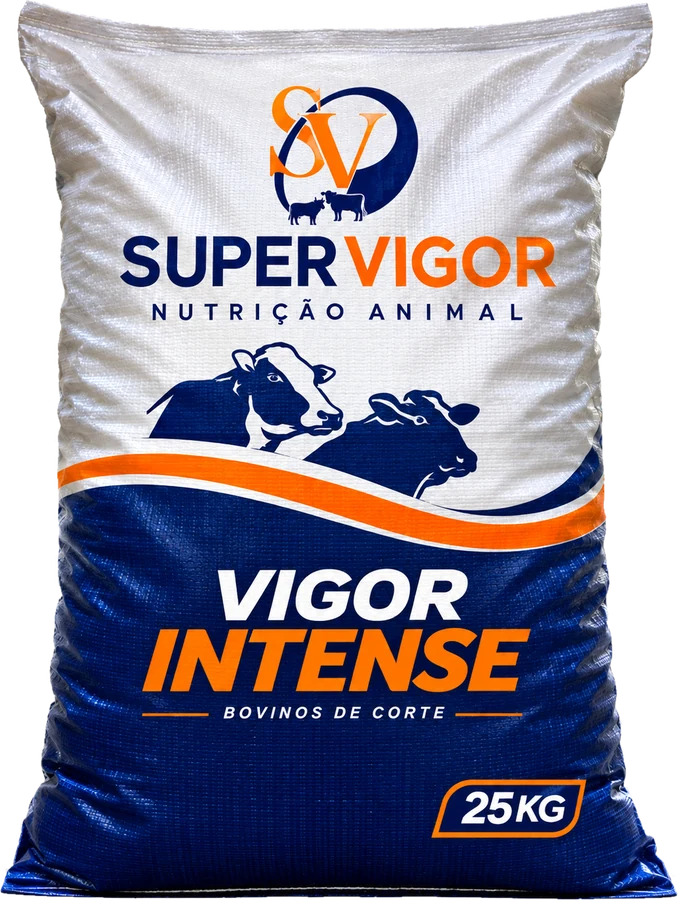 SV
SUPER VIGOR
NUTRIÇÃO ANIMAL
VIGOR
INTENSE
BOVINOS DE CORTE
25KG